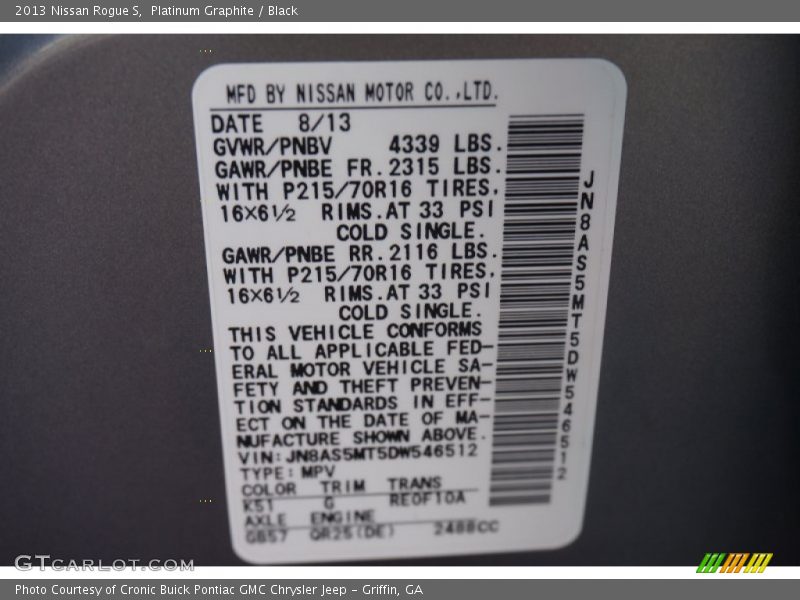 2013 Nissan Rogue S, Platinum Graphite / Black
MFD BY NISSAN MOTOR CO.,LTD.
DATE 8/13
GVWR/PNBV 4339 LBS.
GAWR/PNBE FR. 2315 LBS.
WITH P215/70R16 TIRES,
16×6½ RIMS. AT 33 PSI
COLD SINGLE.
GAWR/PNBE RR. 2116 LBS.
WITH P215/70R16 TIRES,
16×6½ RIMS. AT 33 PSI
COLD SINGLE.
THIS VEHICLE CONFORMS
TO ALL APPLICABLE FED-
ERAL MOTOR VEHICLE SA-
FETY AND THEFT PREVEN-
TION STANDARDS IN EFF-
ECT ON THE DATE OF MA-
NUFACTURE SHOWN ABOVE.
VIN:JN8AS5MT5DW546512
TYPE: MPV
COLOR TRIM TRANS
K51 G RE0F10A
AXLE ENGINE
GB57 QR25(DE) 2488CC
JN8AS5MT5DW546512
GTCARLOT.COM
Photo Courtesy of Cronic Buick Pontiac GMC Chrysler Jeep - Griffin, GA